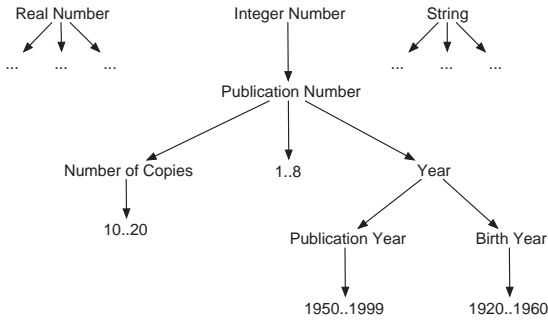 Real Number
Integer Number
String
... ... ...
... ... ...
Publication Number
Number of Copies
1..8
Year
10..20
Publication Year
Birth Year
1950..1999
1920..1960